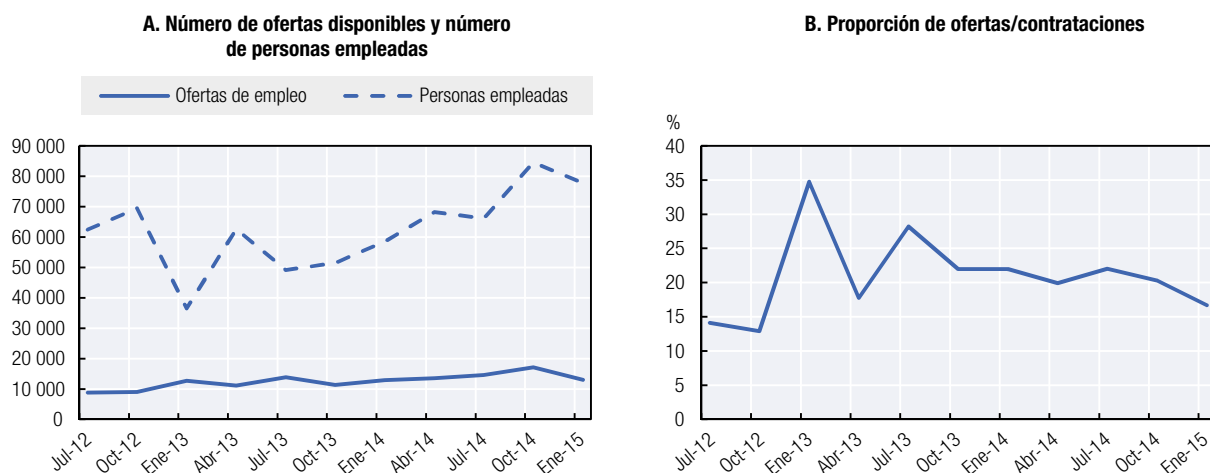 A. Número de ofertas disponibles y número
de personas empleadas
Ofertas de empleo
Personas empleadas
90 000
80 000
70 000
60 000
50 000
40 000
30 000
20 000
10 000
0
Jul-12
Oct-12
Ene-13
Abr-13
Jul-13
Oct-13
Ene-14
Abr-14
Jul-14
Oct-14
Ene-15
B. Proporción de ofertas/contrataciones
%
40
35
30
25
20
15
10
5
0
Jul-12
Oct-12
Ene-13
Abr-13
Jul-13
Oct-13
Ene-14
Abr-14
Jul-14
Oct-14
Ene-15